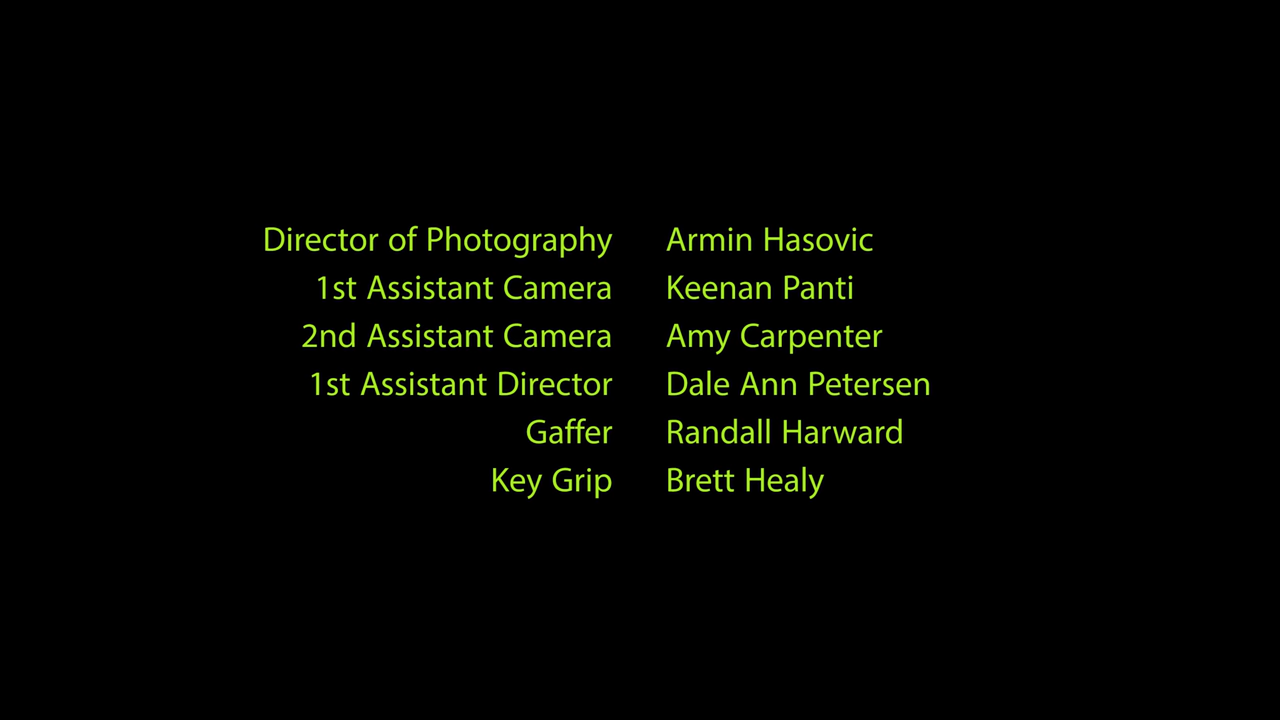 Director of Photography Armin Hasovic
1st Assistant Camera Keenan Panti
2nd Assistant Camera Amy Carpenter
1st Assistant Director Dale Ann Petersen
Gaffer Randall Harward
Key Grip Brett Healy